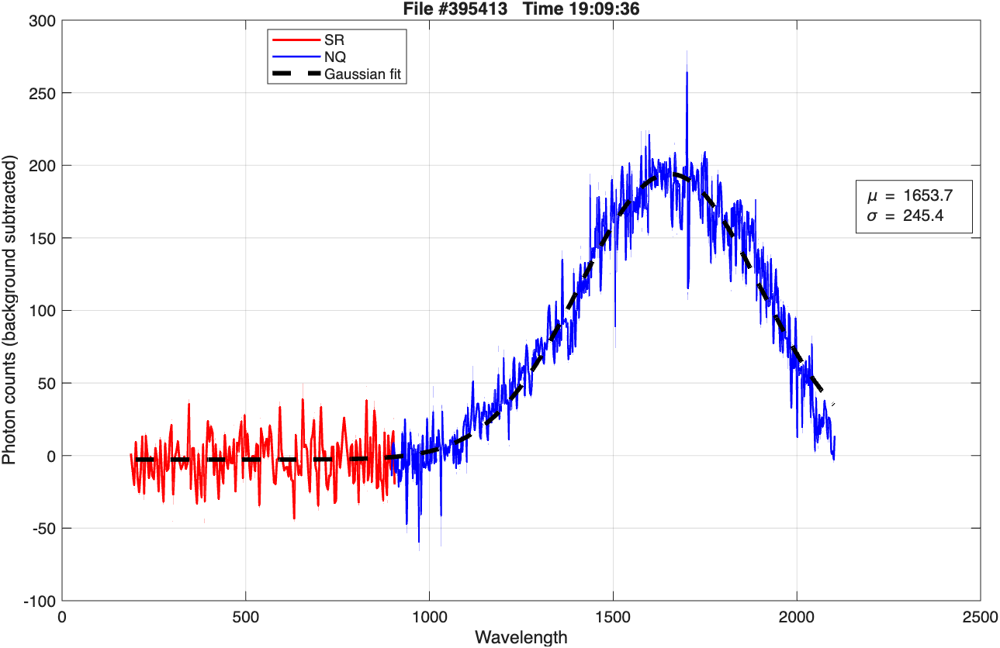 File #395413 Time 19:09:36
300
250
200
150
100
50
0
-50
-100
Photon counts (background subtracted)
SR
NQ
Gaussian fit
μ = 1653.7
σ = 245.4
0
500
1000
1500
2000
2500
Wavelength